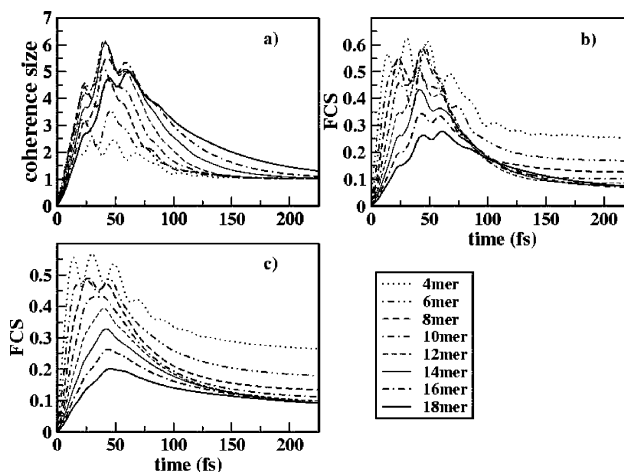 7
6
5
4
3
2
1
0
coherence size
a)
0 50 100 150 200
0.6
0.5
0.4
0.3
0.2
0.1
0
FCS
b)
0 50 100 150 200
time (fs)
0.5
0.4
0.3
0.2
0.1
0
FCS
c)
0 50 100 150 200
time (fs)
4mer
6mer
8mer
10mer
12mer
14mer
16mer
18mer